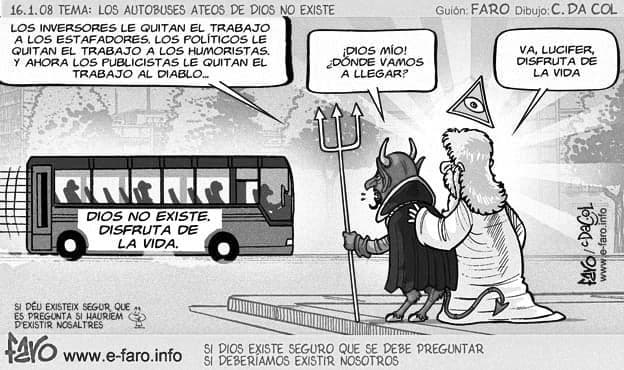 16.1.08 TEMA: LOS AUTOBUSES ATEOS DE DIOS NO EXISTE
Guión: FARO Dibujo: C. DA COL
LOS INVERSORES LE QUITAN EL TRABAJO
A LOS ESTAFADORES. LOS POLÍTICOS LE
QUITAN EL TRABAJO A LOS HUMORISTAS.
Y AHORA LOS PUBLICISTAS LE QUITAN EL
TRABAJO AL DIABLO...
¡DIOS MÍO!
¿DÓNDE VAMOS
A LLEGAR?
VA, LUCIFER,
DISFRUTA DE
LA VIDA
DIOS NO EXISTE.
DISFRUTA DE
LA VIDA.
FARO / C.DACOL
www.e-faro.info
SI DÉU EXISTEIX SEGUR QUE
ES PREGUNTA SI HAURIEM
D'EXISTIR NOSALTRES
FARO www.e-faro.info
SI DIOS EXISTE SEGURO QUE SE DEBE PREGUNTAR
SI DEBERÍAMOS EXISTIR NOSOTROS